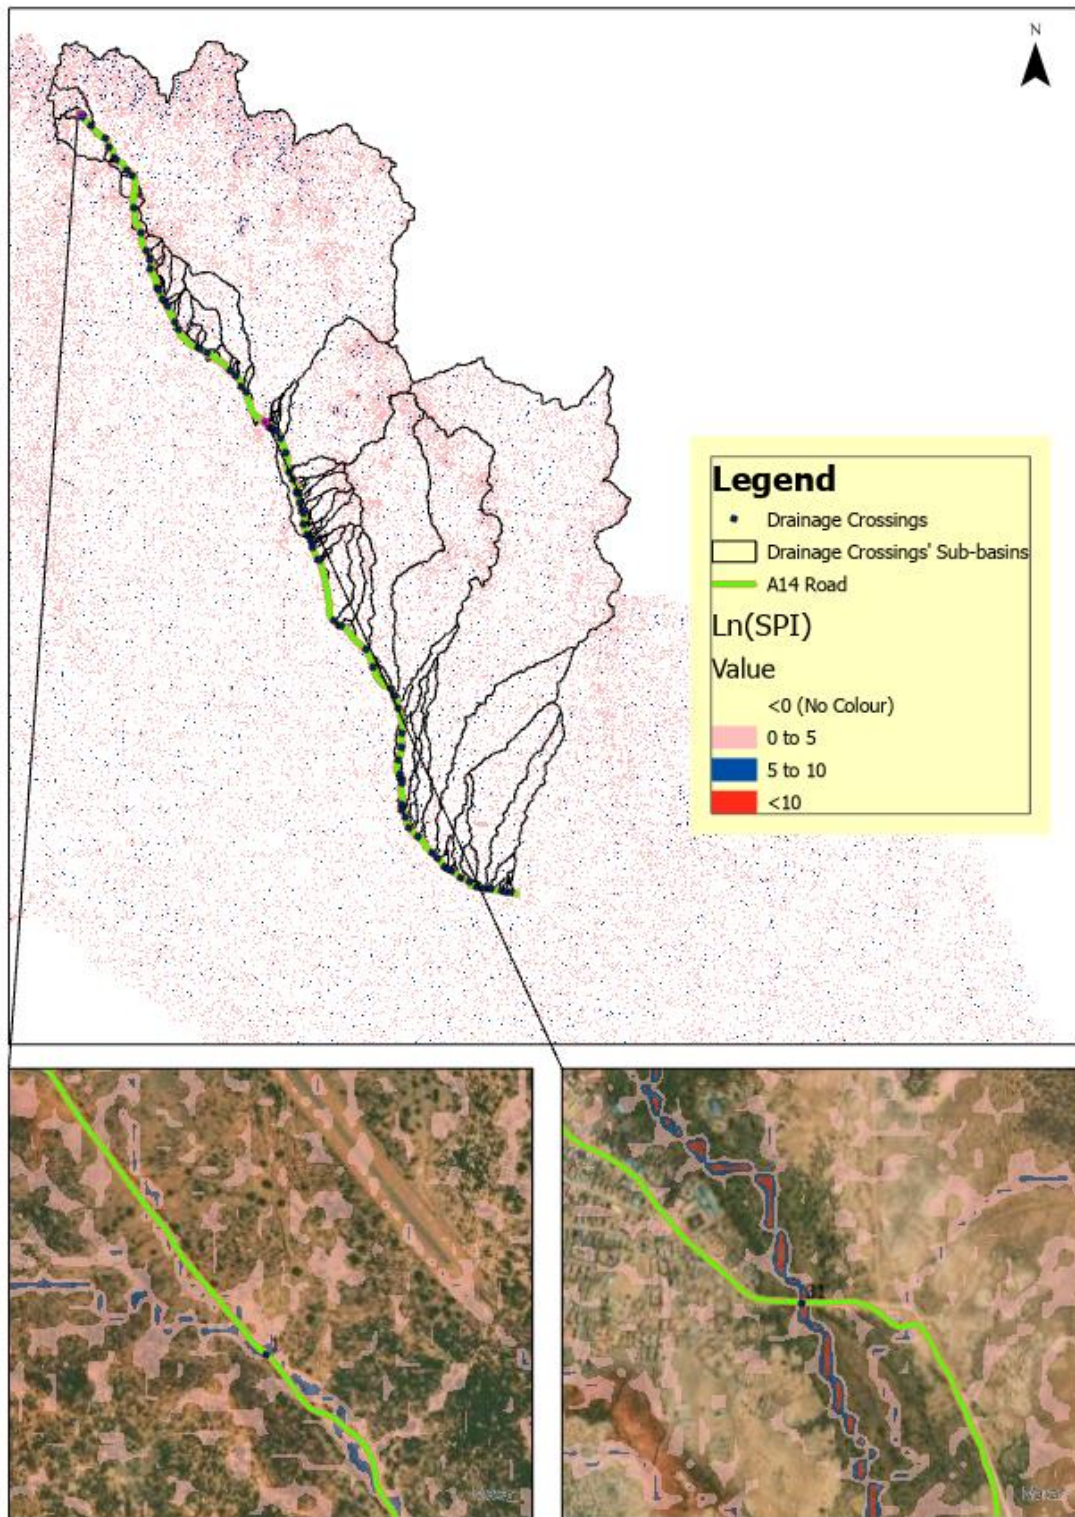 N
Legend
Drainage Crossings
Drainage Crossings' Sub-basins
A14 Road
Ln(SPI)
Value
<0 (No Colour)
0 to 5
5 to 10
<10